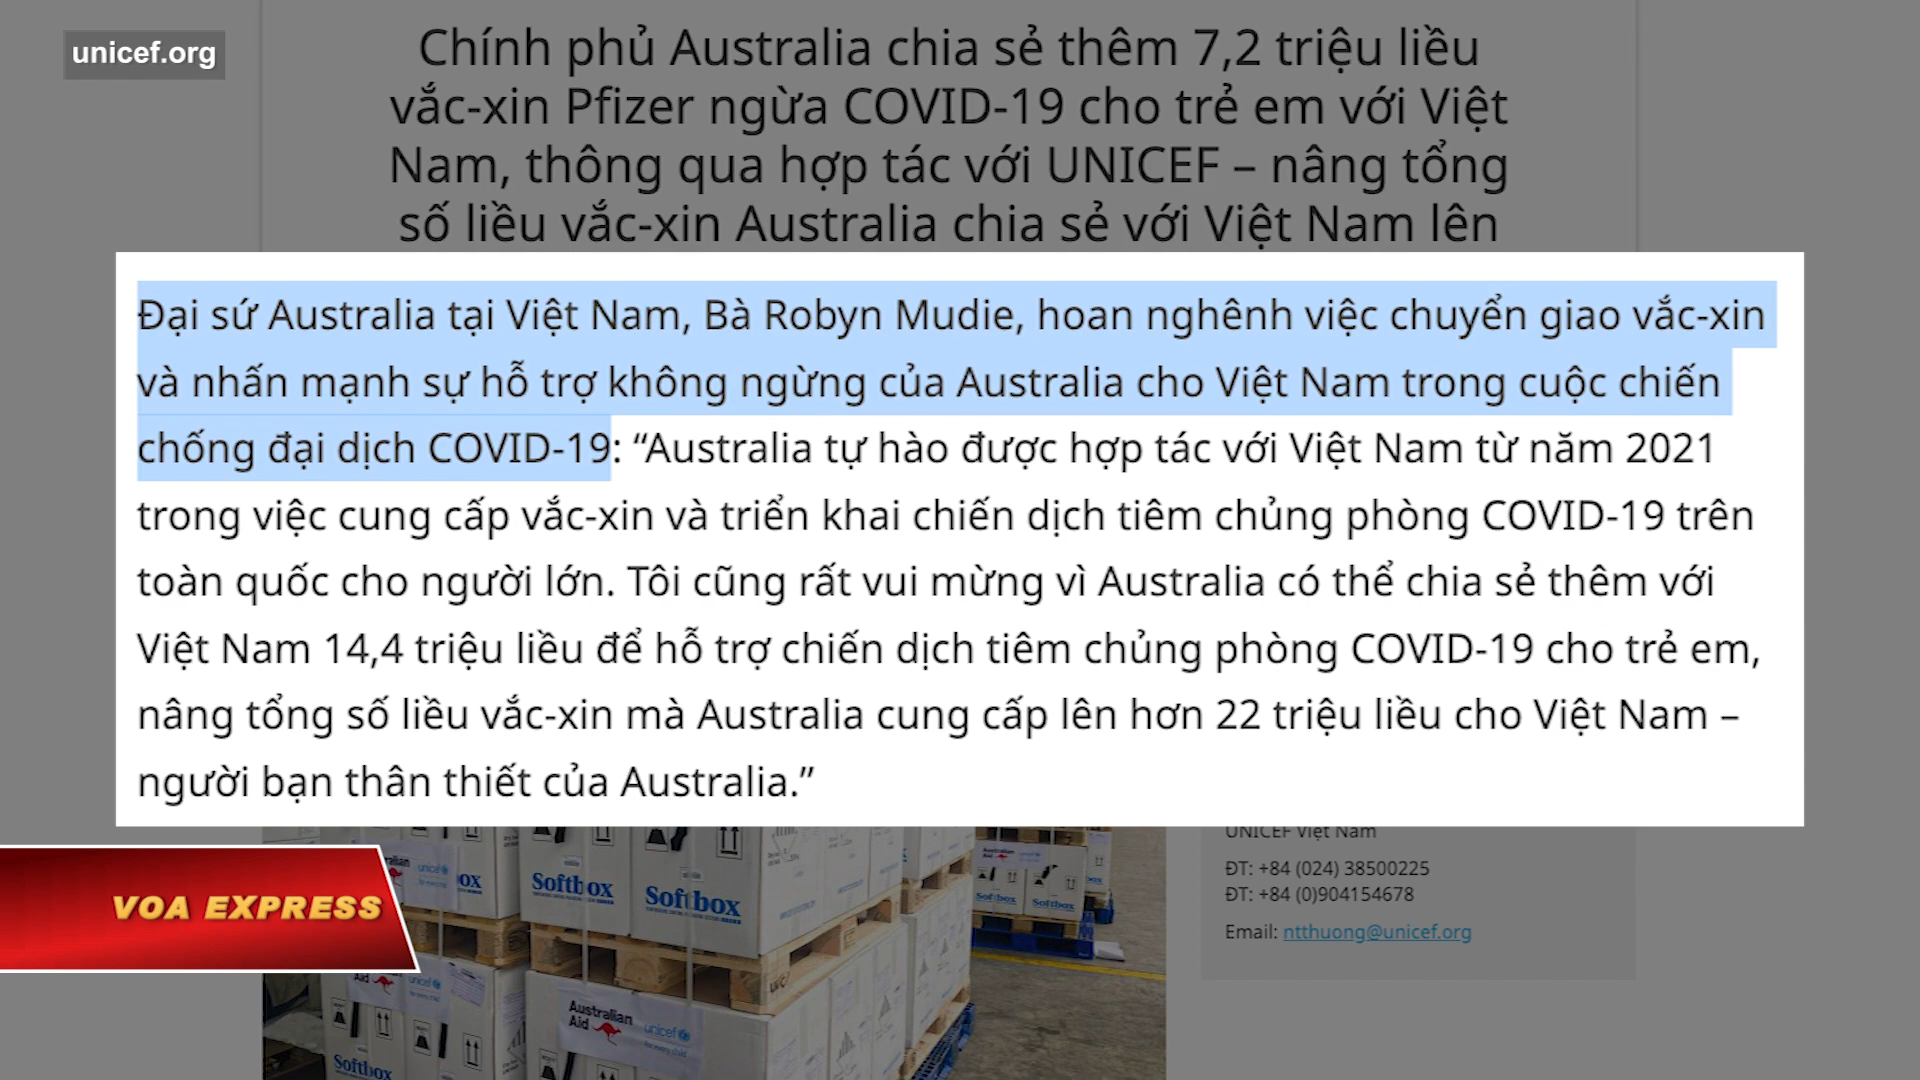 unicef.org
Chính phủ Australia chia sẻ thêm 7,2 triệu liều
vắc-xin Pfizer ngừa COVID-19 cho trẻ em với Việt
Nam, thông qua hợp tác với UNICEF – nâng tổng
số liều vắc-xin Australia chia sẻ với Việt Nam lên
Đại sứ Australia tại Việt Nam, Bà Robyn Mudie, hoan nghênh việc chuyển giao vắc-xin
và nhấn mạnh sự hỗ trợ không ngừng của Australia cho Việt Nam trong cuộc chiến
chống đại dịch COVID-19: “Australia tự hào được hợp tác với Việt Nam từ năm 2021
trong việc cung cấp vắc-xin và triển khai chiến dịch tiêm chủng phòng COVID-19 trên
toàn quốc cho người lớn. Tôi cũng rất vui mừng vì Australia có thể chia sẻ thêm với
Việt Nam 14,4 triệu liều để hỗ trợ chiến dịch tiêm chủng phòng COVID-19 cho trẻ em,
nâng tổng số liều vắc-xin mà Australia cung cấp lên hơn 22 triệu liều cho Việt Nam –
người bạn thân thiết của Australia.”
UNICEF Việt Nam
ĐT: +84 (024) 38500225
ĐT: +84 (0)904154678
Email: ntthuong@unicef.org
VOA EXPRESS
Softbox
Softbox
Softbox
Softbox
Australian
Aid
unicef
for every child
Aid
unicef
Softbox